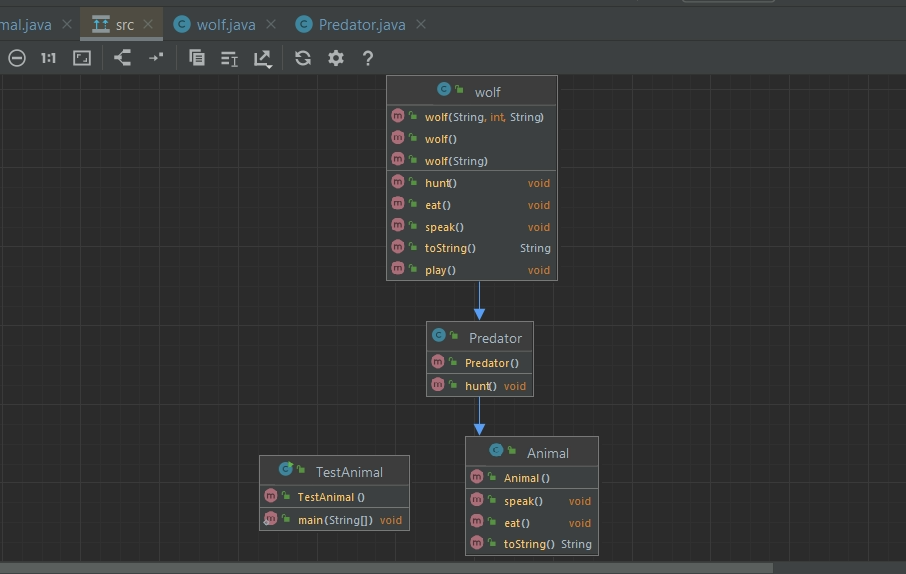 mal.java src wolf.java Predator.java
1:1 ?
C wolf
m wolf(String, int, String)
m wolf()
m wolf(String)
m hunt() void
m eat() void
m speak() void
m toString() String
m play() void
C Predator
m Predator()
m hunt() void
C TestAnimal
m TestAnimal ()
m main(String[]) void
C Animal
m Animal ()
m speak() void
m eat() void
m toString() String